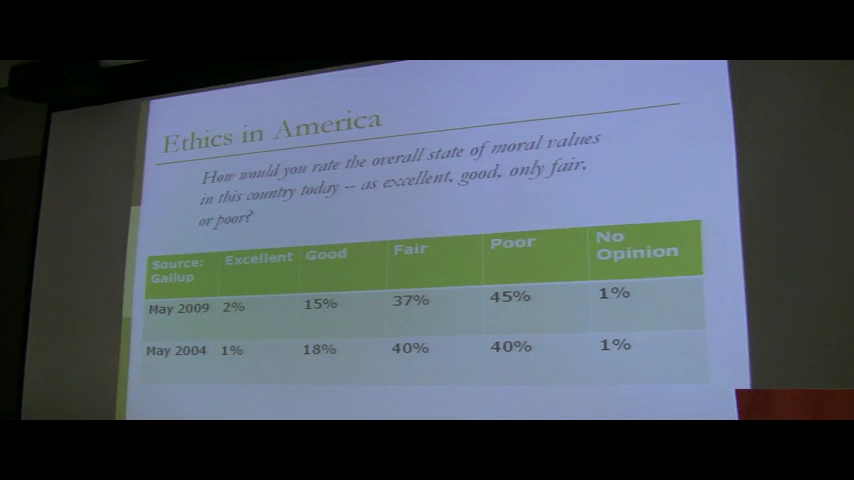 Ethics in America
How would you rate the overall state of moral values
in this country today -- as excellent, good, only fair,
or poor?
Source: Gallup Excellent Good Fair Poor No Opinion
May 2009 2% 15% 37% 45% 1%
May 2004 1% 18% 40% 40% 1%